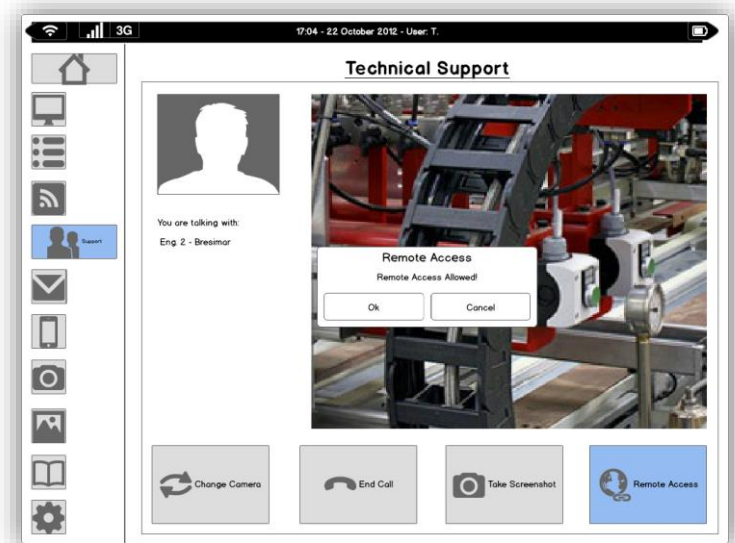 3G
17:04 - 22 October 2012 - User: T.
Technical Support
Support
You are talking with:
Eng. 2 - Bresimar
Remote Access
Remote Access Allowed!
Ok
Cancel
Change Camera
End Call
Take Screenshot
Remote Access